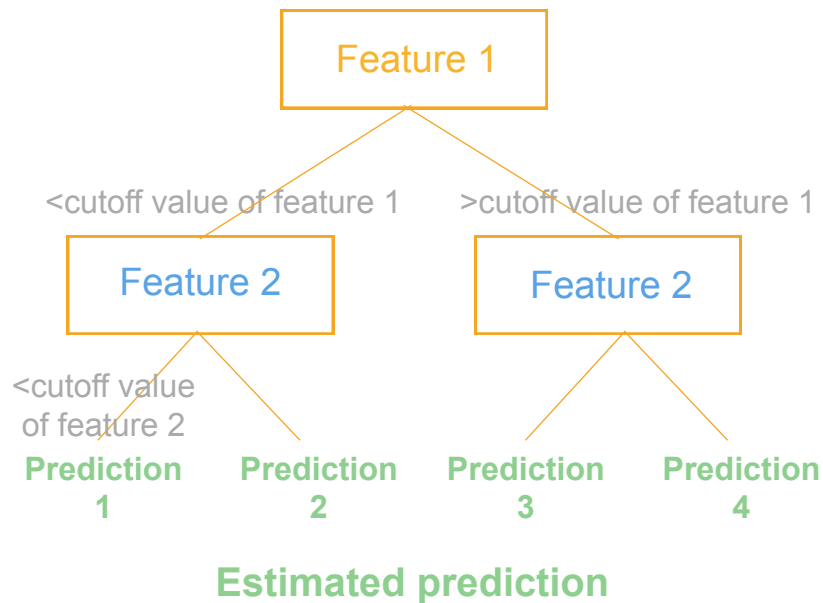 Feature 1
<cutoff value of feature 1
>cutoff value of feature 1
Feature 2
Feature 2
<cutoff value
of feature 2
Prediction
1
Prediction
2
Prediction
3
Prediction
4
Estimated prediction